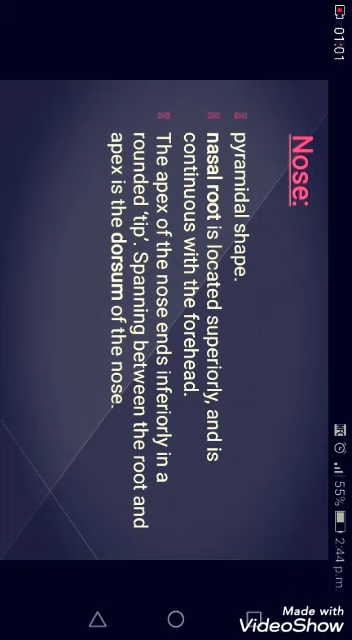 01:01
55% 2:44 p.m.
Nose:
pyramidal shape.
nasal root is located superiorly, and is
continuous with the forehead.
The apex of the nose ends inferiorly in a
rounded ‘tip’. Spanning between the root and
apex is the dorsum of the nose.
Made with
VideoShow